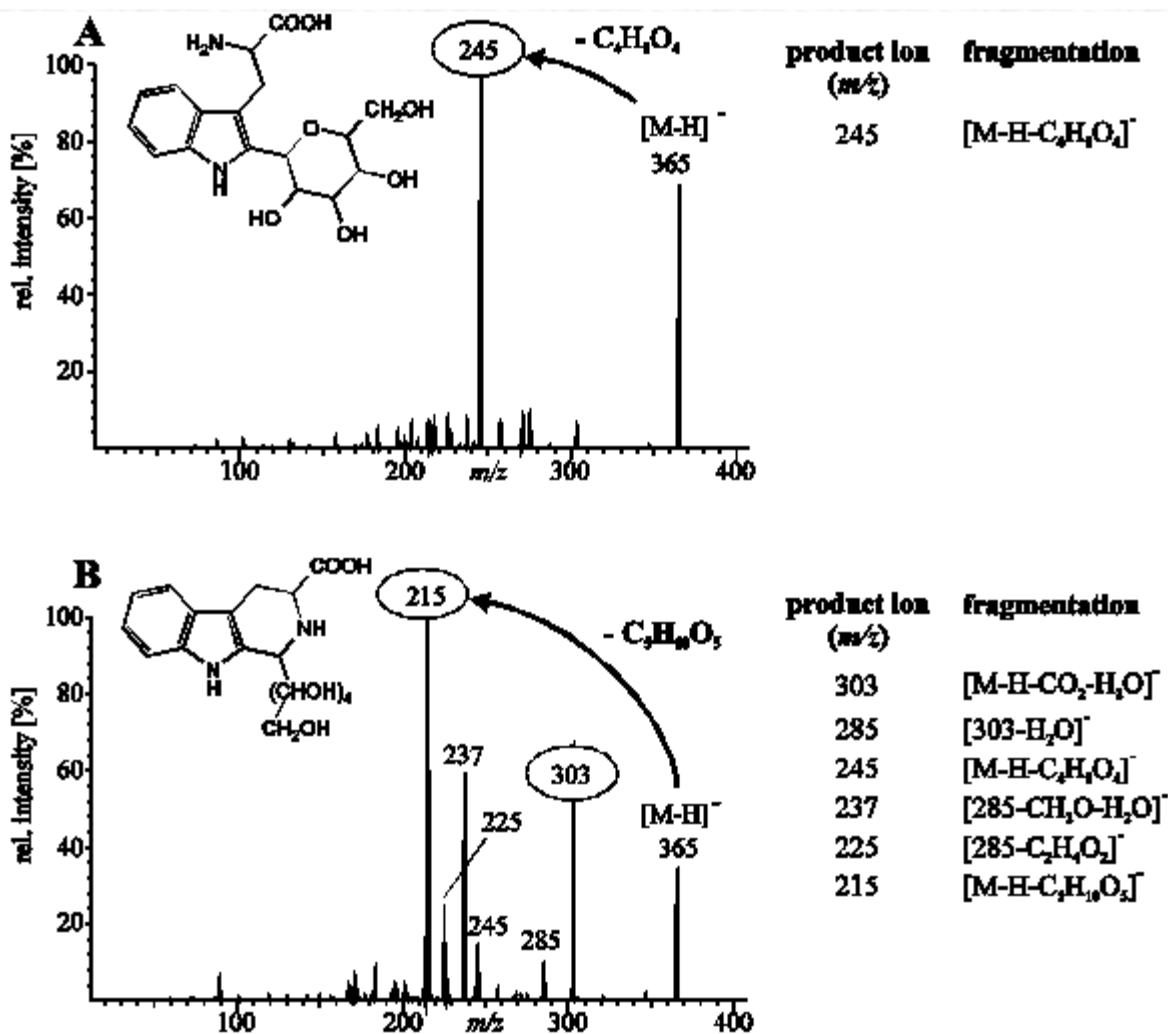 A
COOH
H₂N
CH₂OH
O
OH
HO
OH
N
H
245
- C₄H₈O₄
[M-H]⁻
365
product ion (m/z) fragmentation
245 [M-H-C₄H₈O₄]⁻
rel. intensity [%]
100
80
60
40
20
100 200 m/z 300 400
B
COOH
NH
N
H
(CHOH)₄
CH₂OH
215
- C₅H₁₀O₅
237
225
303
[M-H]⁻
365
245
285
product ion (m/z) fragmentation
303 [M-H-CO₂-H₂O]⁻
285 [303-H₂O]⁻
245 [M-H-C₄H₈O₄]⁻
237 [285-CH₂O-H₂O]⁻
225 [285-C₂H₄O₂]⁻
215 [M-H-C₅H₁₀O₅]⁻
rel. intensity [%]
100
80
60
40
20
100 200 m/z 300 400